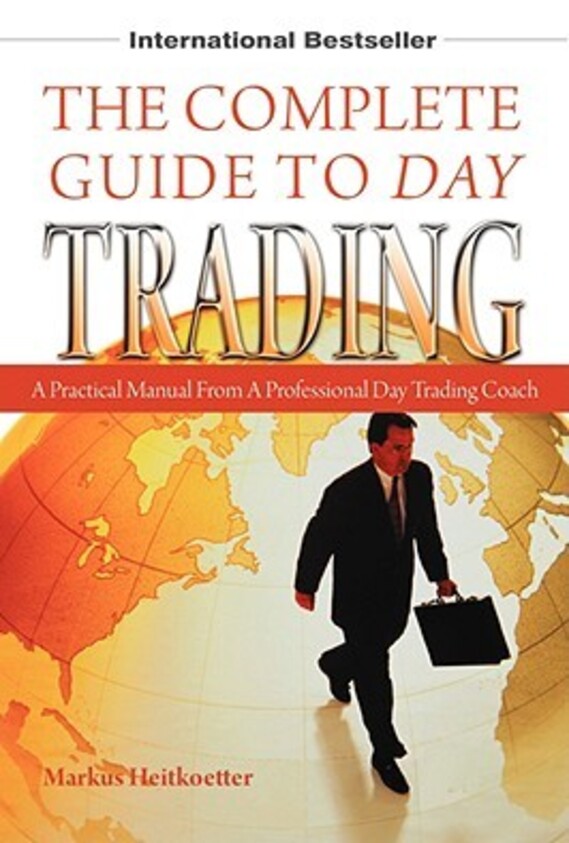 International Bestseller
THE COMPLETE
GUIDE TO DAY
TRADING
A Practical Manual From A Professional Day Trading Coach
Markus Heitkoetter